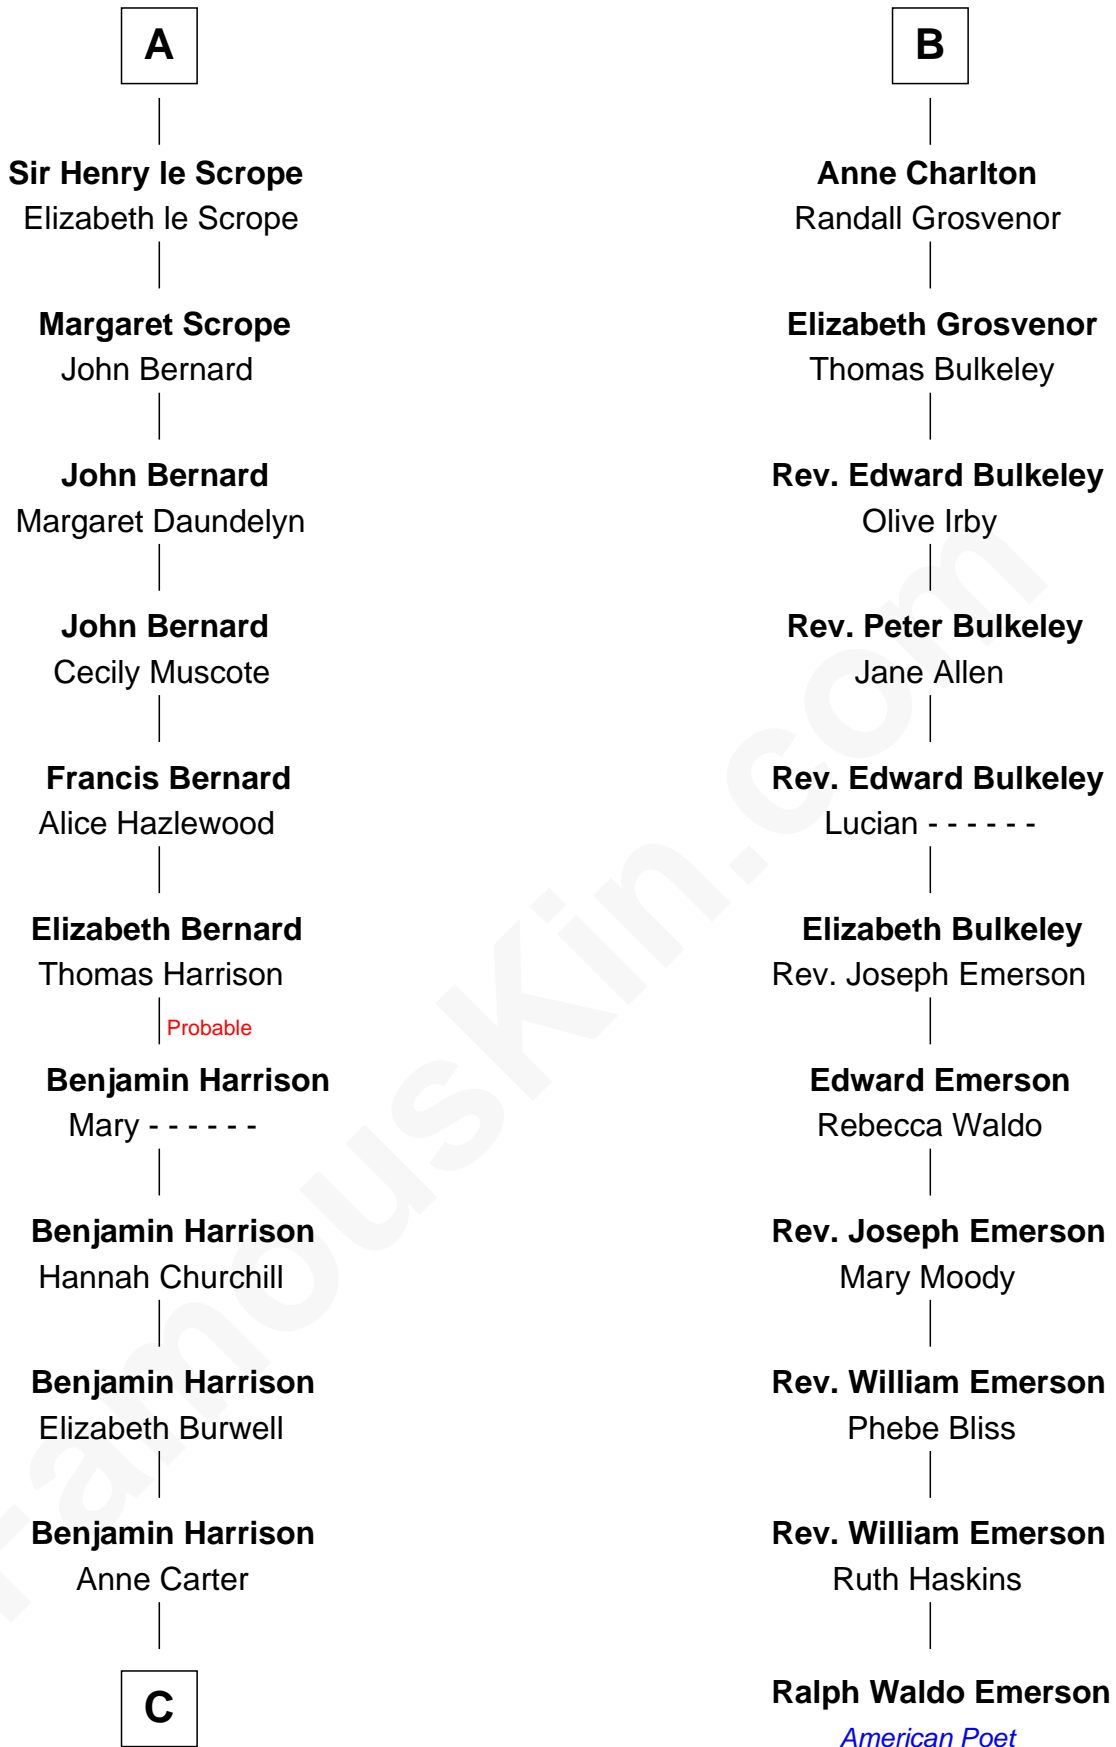 A
Sir Henry le Scrope
Elizabeth le Scrope
Margaret Scrope
John Bernard
John Bernard
Margaret Daundelyn
John Bernard
Cecily Muscote
Francis Bernard
Alice Hazlewood
Elizabeth Bernard
Thomas Harrison
Probable
Benjamin Harrison
Mary - - - - - -
Benjamin Harrison
Hannah Churchill
Benjamin Harrison
Elizabeth Burwell
Benjamin Harrison
Anne Carter
C
B
Anne Charlton
Randall Grosvenor
Elizabeth Grosvenor
Thomas Bulkeley
Rev. Edward Bulkeley
Olive Irby
Rev. Peter Bulkeley
Jane Allen
Rev. Edward Bulkeley
Lucian - - - - - -
Elizabeth Bulkeley
Rev. Joseph Emerson
Edward Emerson
Rebecca Waldo
Rev. Joseph Emerson
Mary Moody
Rev. William Emerson
Phebe Bliss
Rev. William Emerson
Ruth Haskins
Ralph Waldo Emerson
American Poet
FamousKin.com